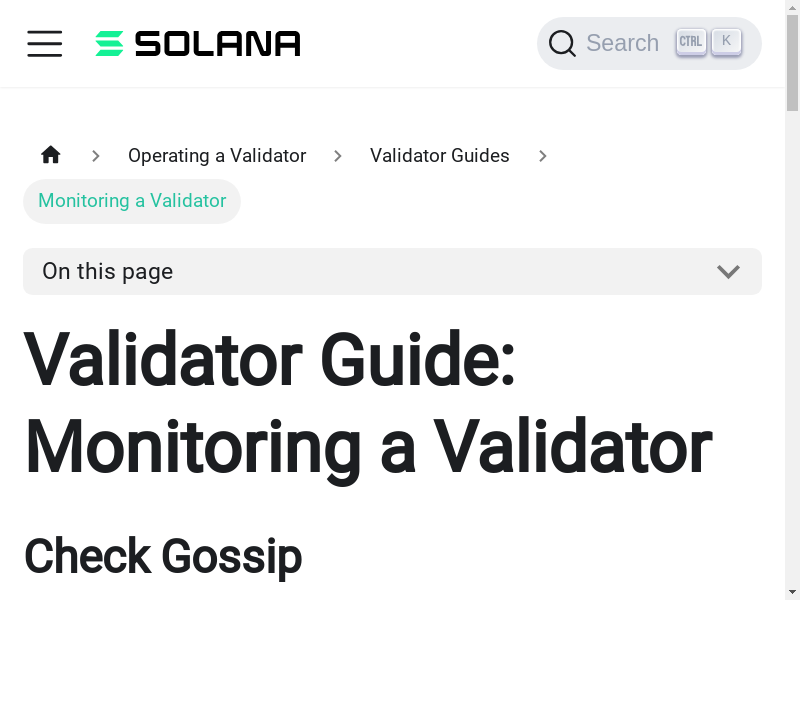 SOLANA
Search CTRL K
Operating a Validator
Validator Guides
Monitoring a Validator
On this page
Validator Guide:
Monitoring a Validator
Check Gossip